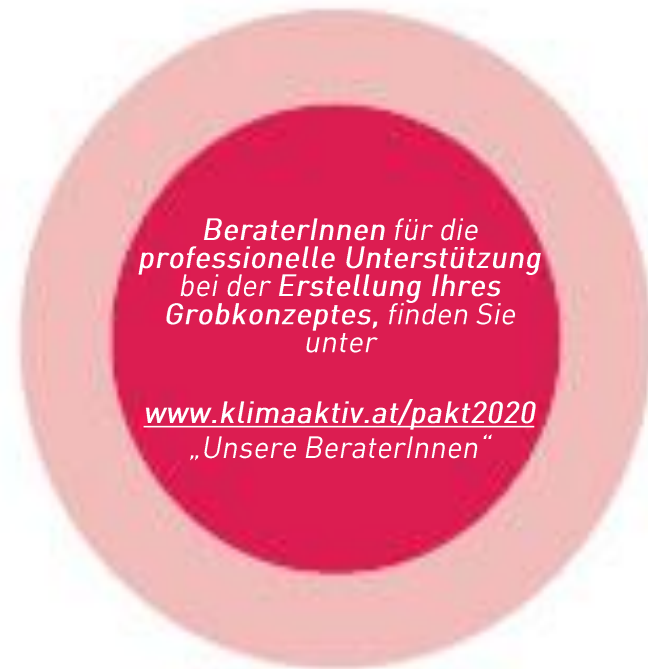 BeraterInnen für die
professionelle Unterstützung
bei der Erstellung Ihres
Grobkonzeptes, finden Sie
unter
www.klimaaktiv.at/pakt2020
„Unsere BeraterInnen“